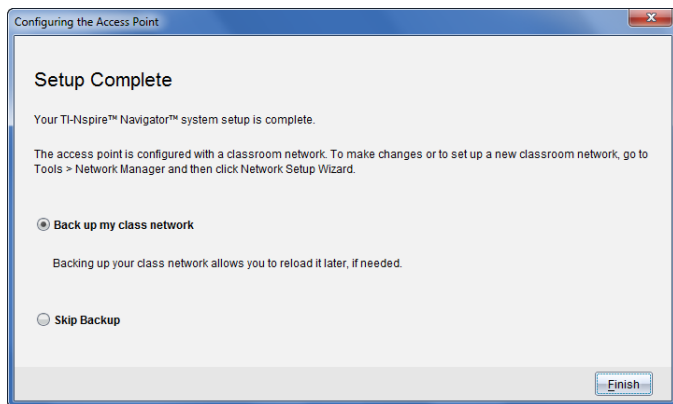 Configuring the Access Point
Setup Complete
Your TI-Nspire™ Navigator™ system setup is complete.
The access point is configured with a classroom network. To make changes or to set up a new classroom network, go to
Tools > Network Manager and then click Network Setup Wizard.
Back up my class network
Backing up your class network allows you to reload it later, if needed.
Skip Backup
Finish